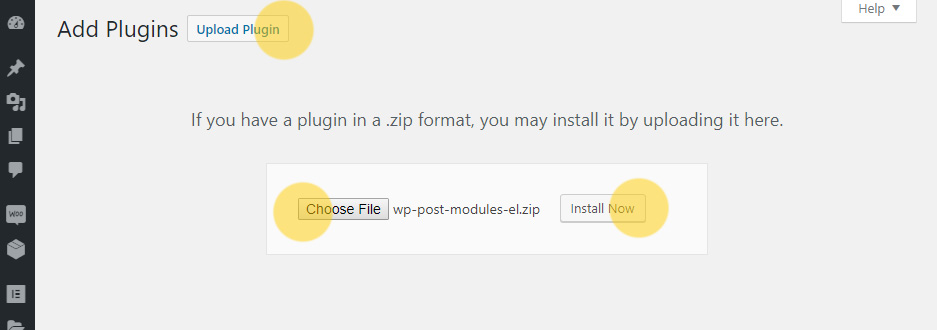 Help ▼
Add Plugins Upload Plugin
If you have a plugin in a .zip format, you may install it by uploading it here.
Choose File wp-post-modules-el.zip Install Now
WOO